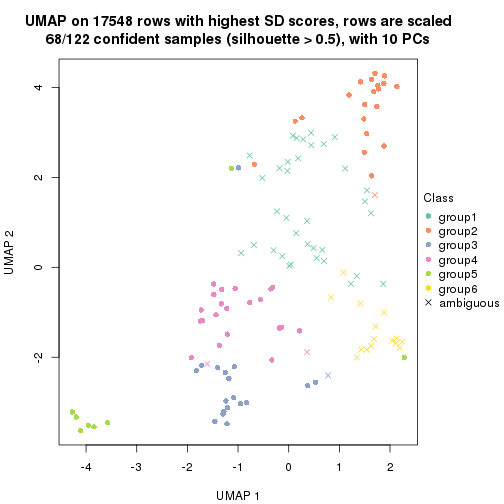 UMAP on 17548 rows with highest SD scores, rows are scaled
68/122 confident samples (silhouette > 0.5), with 10 PCs
4
2
0
-2
UMAP 2
-4
-3
-2
-1
0
1
2
UMAP 1
Class
group1
group2
group3
group4
group5
group6
ambiguous